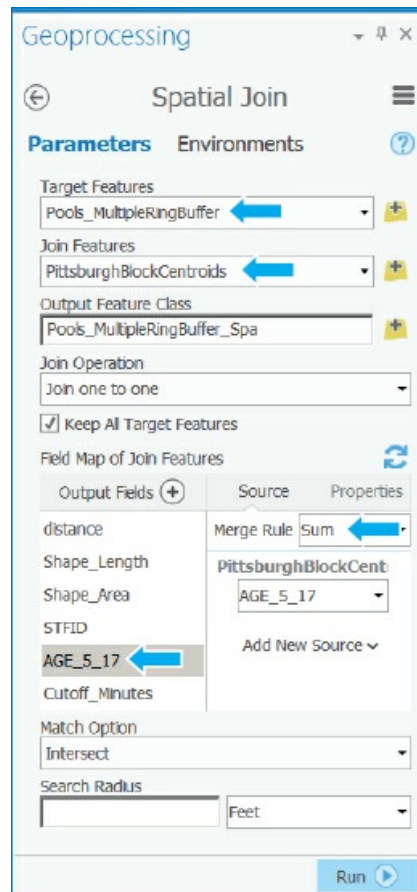 Geoprocessing
Spatial Join
Parameters Environments
Target Features
Pools_MultipleRingBuffer
Join Features
PittsburghBlockCentroids
Output Feature Class
Pools_MultipleRingBuffer_Spa
Join Operation
Join one to one
Keep All Target Features
Field Map of Join Features
Output Fields Source Properties
distance Merge Rule Sum
Shape_Length PittsburghBlockCent
Shape_Area AGE_5_17
STFID
AGE_5_17 Add New Source
Cutoff_Minutes
Match Option
Intersect
Search Radius
Feet
Run